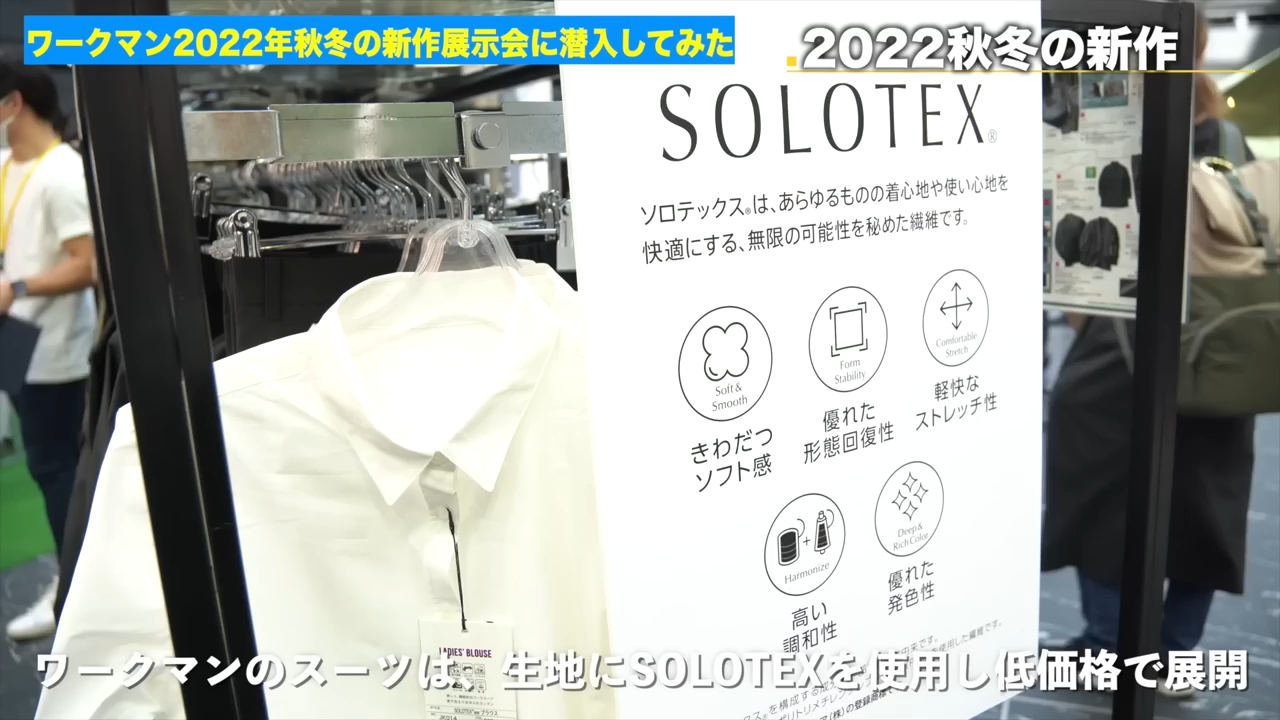 ワークマン2022年秋冬の新作展示会に潜入してみた
2022秋冬の新作
SOLOTEX®
ソロテックス®は、あらゆるものの着心地や使い心地を
快適にする、無限の可能性を秘めた繊維です。
Soft &
Smooth
きわだつ
ソフト感
Form
Stability
優れた
形態回復性
Comfortable
Stretch
軽快な
ストレッチ性
Harmonize
高い
調和性
Deep &
Rich Color
優れた
発色性
LADIES' BLOUSE
ワークマンのスーツは、生地にSOLOTEXを使用し低価格で展開